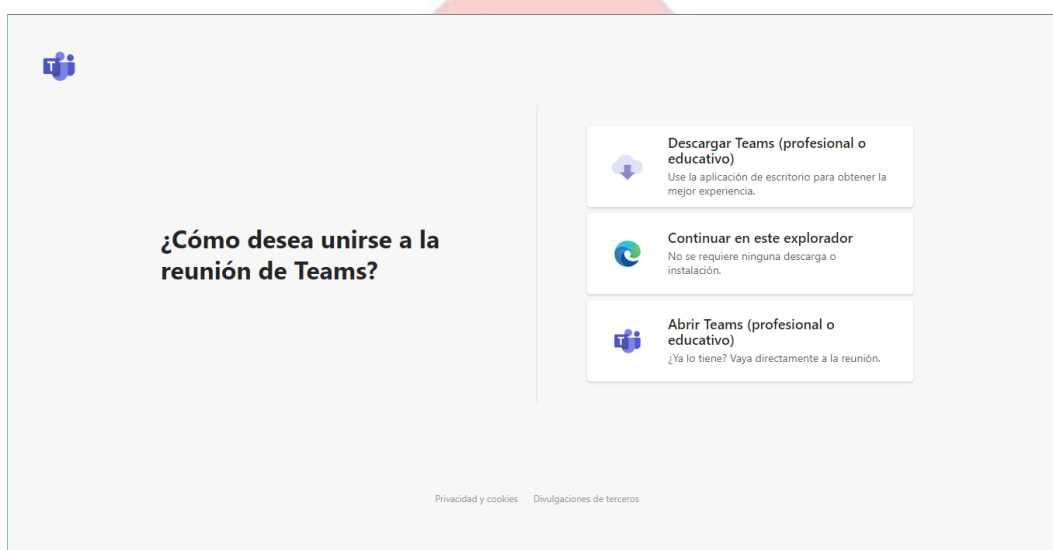 ¿Cómo desea unirse a la
reunión de Teams?
Descargar Teams (profesional o
educativo)
Use la aplicación de escritorio para obtener la
mejor experiencia.
Continuar en este explorador
No se requiere ninguna descarga o
instalación.
Abrir Teams (profesional o
educativo)
¿Ya lo tiene? Vaya directamente a la reunión.
Privacidad y cookies Divulgaciones de terceros